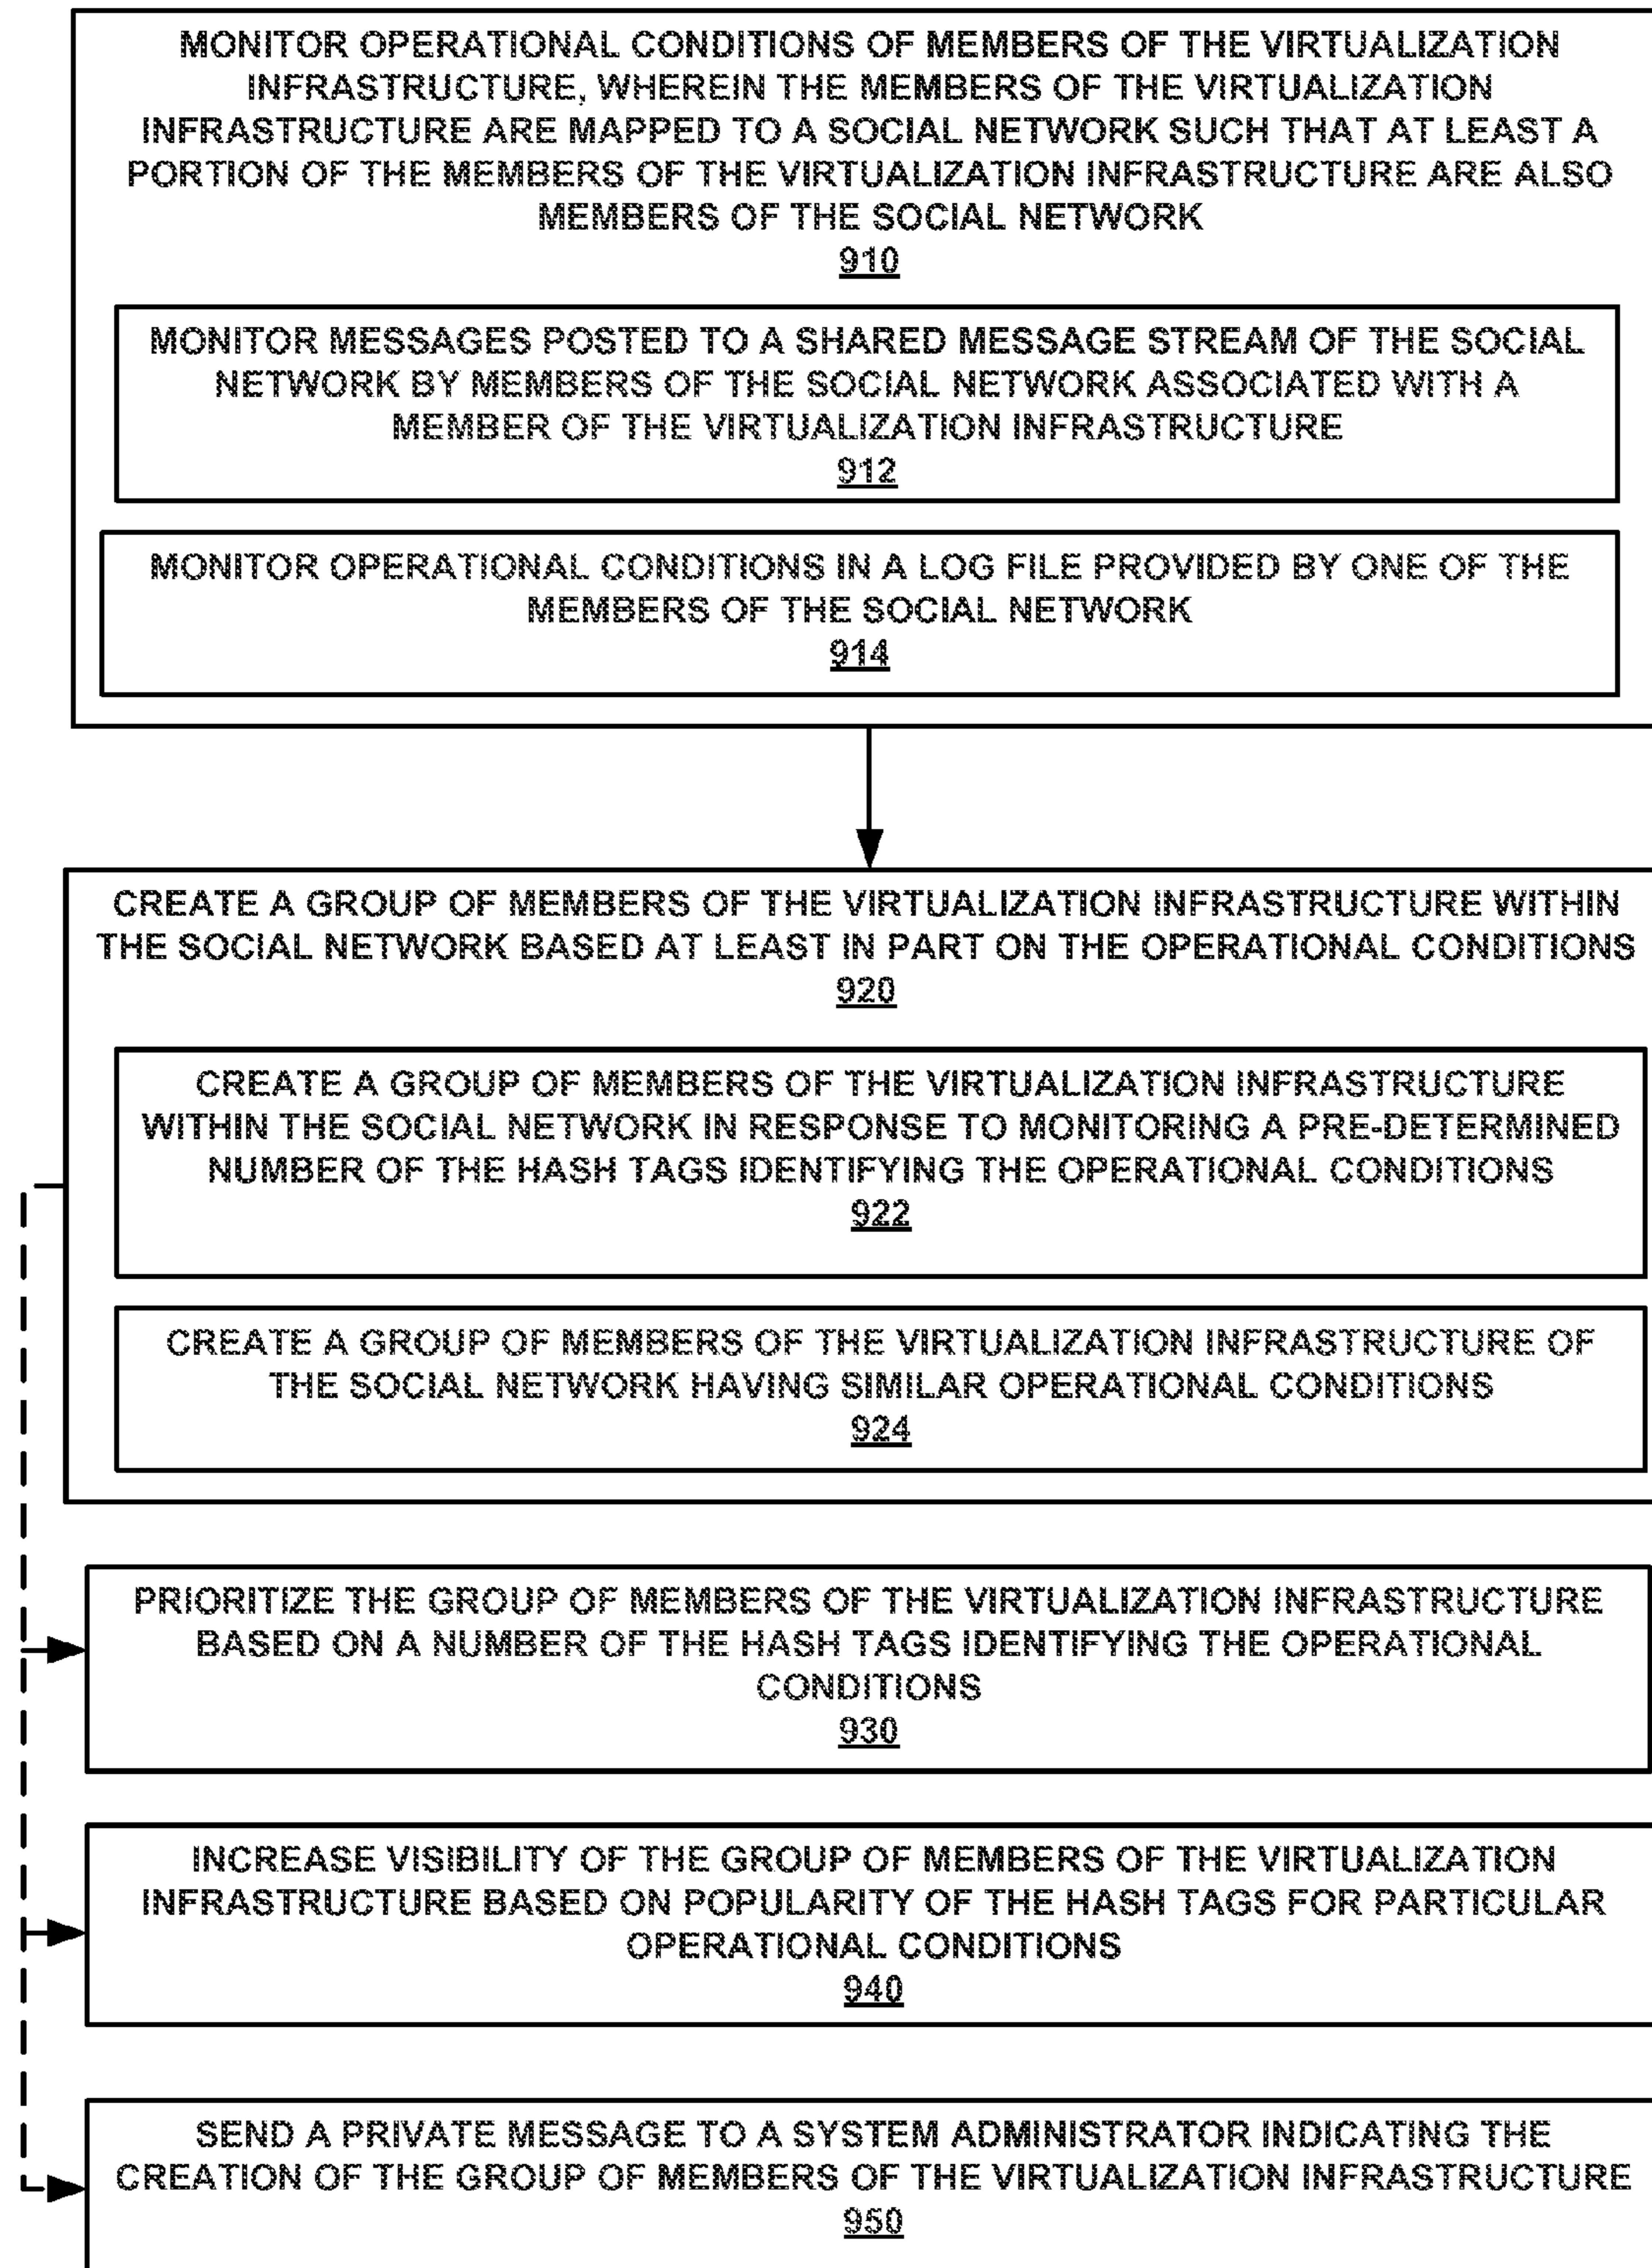 MONITOR OPERATIONAL CONDITIONS OF MEMBERS OF THE VIRTUALIZATION
INFRASTRUCTURE, WHEREIN THE MEMBERS OF THE VIRTUALIZATION
INFRASTRUCTURE ARE MAPPED TO A SOCIAL NETWORK SUCH THAT AT LEAST A
PORTION OF THE MEMBERS OF THE VIRTUALIZATION INFRASTRUCTURE ARE ALSO
MEMBERS OF THE SOCIAL NETWORK
910
MONITOR MESSAGES POSTED TO A SHARED MESSAGE STREAM OF THE SOCIAL
NETWORK BY MEMBERS OF THE SOCIAL NETWORK ASSOCIATED WITH A
MEMBER OF THE VIRTUALIZATION INFRASTRUCTURE
912
MONITOR OPERATIONAL CONDITIONS IN A LOG FILE PROVIDED BY ONE OF THE
MEMBERS OF THE SOCIAL NETWORK
914
CREATE A GROUP OF MEMBERS OF THE VIRTUALIZATION INFRASTRUCTURE WITHIN
THE SOCIAL NETWORK BASED AT LEAST IN PART ON THE OPERATIONAL CONDITIONS
920
CREATE A GROUP OF MEMBERS OF THE VIRTUALIZATION INFRASTRUCTURE
WITHIN THE SOCIAL NETWORK IN RESPONSE TO MONITORING A PRE-DETERMINED
NUMBER OF THE HASH TAGS IDENTIFYING THE OPERATIONAL CONDITIONS
922
CREATE A GROUP OF MEMBERS OF THE VIRTUALIZATION INFRASTRUCTURE OF
THE SOCIAL NETWORK HAVING SIMILAR OPERATIONAL CONDITIONS
924
PRIORITIZE THE GROUP OF MEMBERS OF THE VIRTUALIZATION INFRASTRUCTURE
BASED ON A NUMBER OF THE HASH TAGS IDENTIFYING THE OPERATIONAL
CONDITIONS
930
INCREASE VISIBILITY OF THE GROUP OF MEMBERS OF THE VIRTUALIZATION
INFRASTRUCTURE BASED ON POPULARITY OF THE HASH TAGS FOR PARTICULAR
OPERATIONAL CONDITIONS
940
SEND A PRIVATE MESSAGE TO A SYSTEM ADMINISTRATOR INDICATING THE
CREATION OF THE GROUP OF MEMBERS OF THE VIRTUALIZATION INFRASTRUCTURE
950